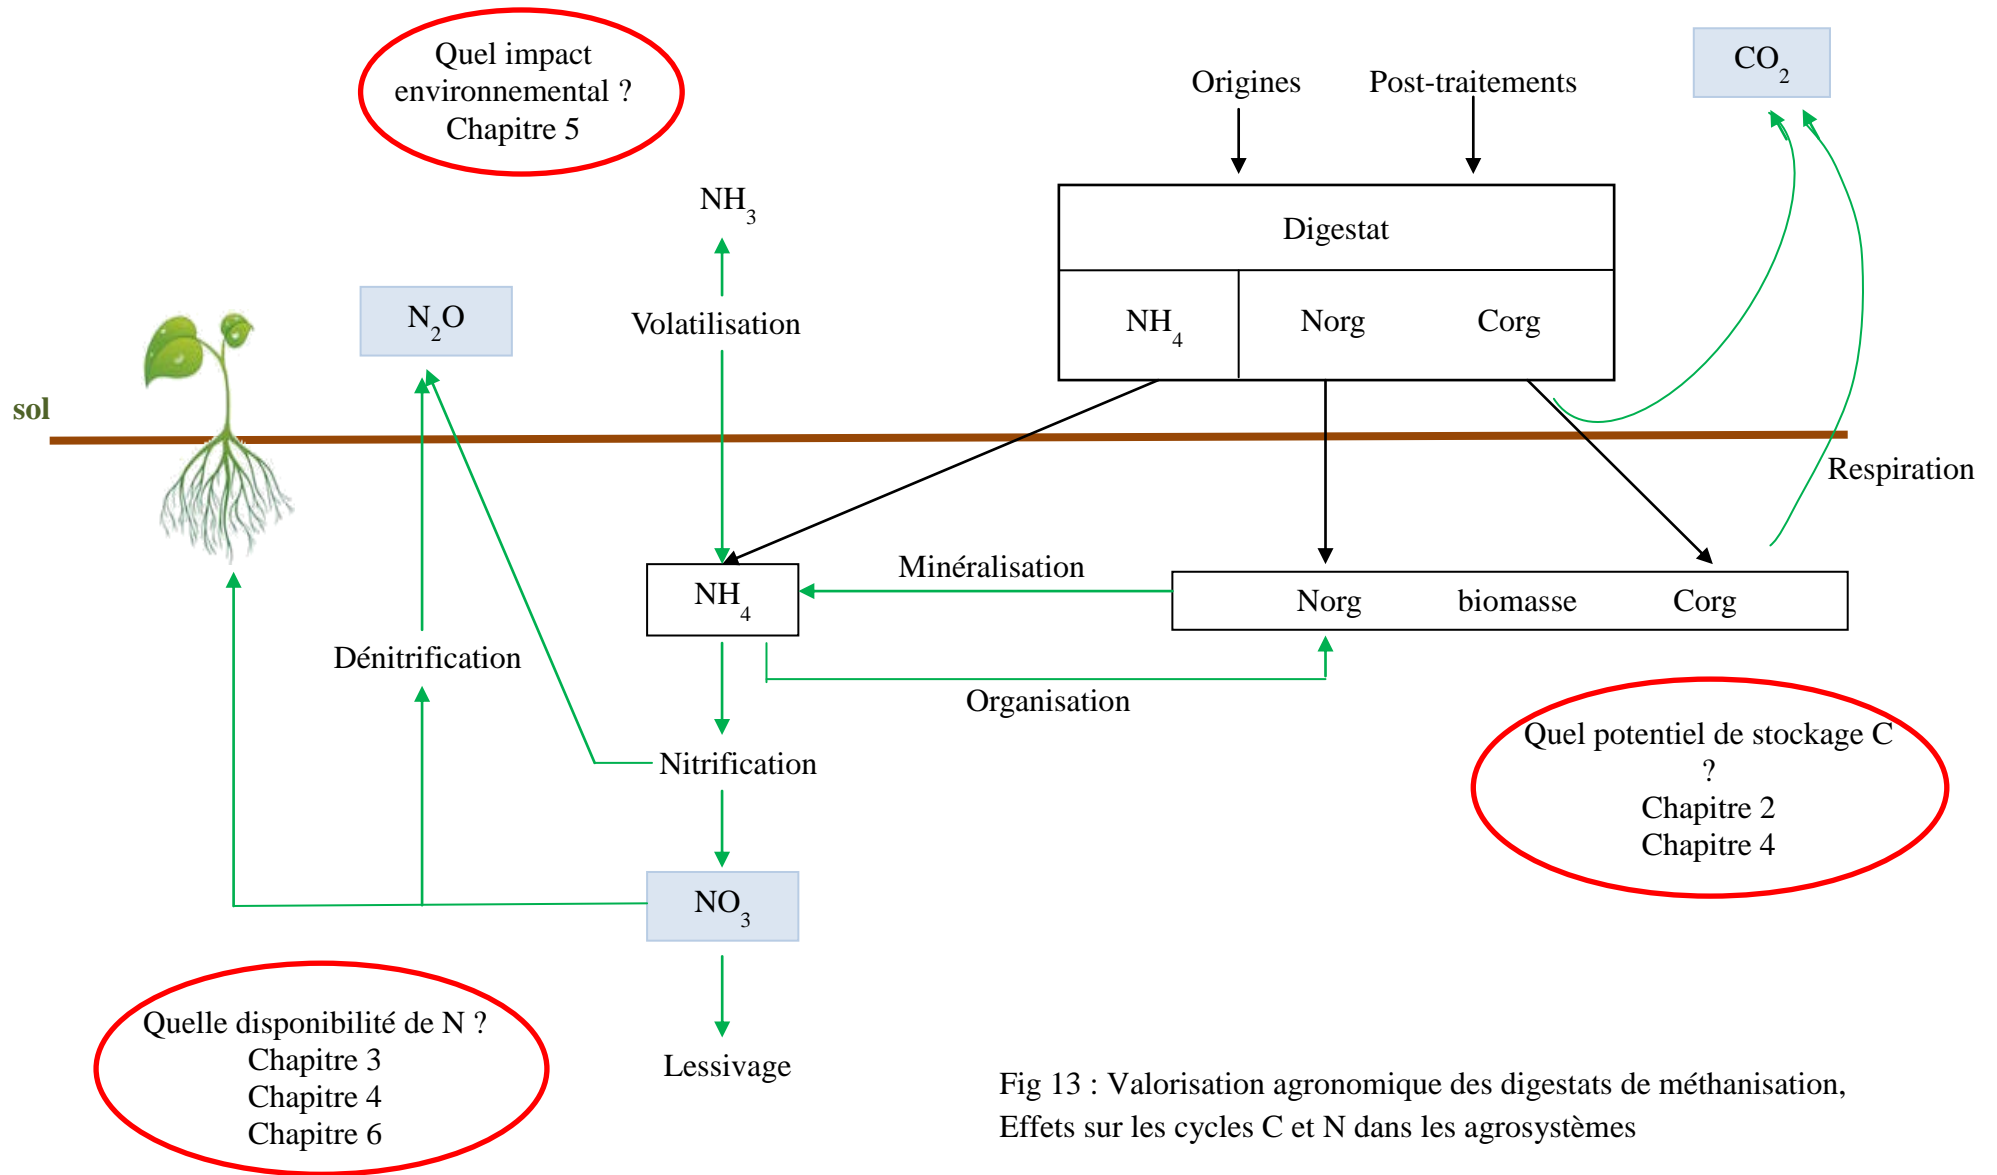 Quel impact
environnemental ?
Chapitre 5
Origines
Post-traitements
CO2
NH3
Digestat
N2O
Volatilisation
NH4
Norg
Corg
sol
Respiration
Minéralisation
NH4
Norg
biomasse
Corg
Dénitrification
Organisation
Nitrification
Quel potentiel de stockage C
?
Chapitre 2
Chapitre 4
NO3
Quelle disponibilité de N ?
Chapitre 3
Chapitre 4
Chapitre 6
Lessivage
Fig 13 : Valorisation agronomique des digestats de méthanisation,
Effets sur les cycles C et N dans les agrosystèmes